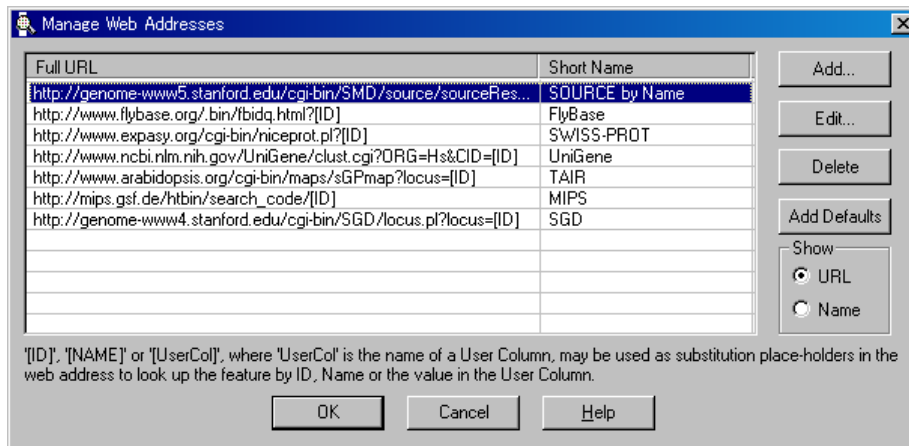 Manage Web Addresses
Full URL Short Name
http://genome-www5.stanford.edu/cgi-bin/SMD/source/sourceRes... SOURCE by Name
http://www.flybase.org/.bin/fbidq.html?[ID] FlyBase
http://www.expasy.org/cgi-bin/niceprot.pl?[ID] SWISS-PROT
http://www.ncbi.nlm.nih.gov/UniGene/clust.cgi?ORG=Hs&CID=[ID] UniGene
http://www.arabidopsis.org/cgi-bin/maps/sGPmap?locus=[ID] TAIR
http://mips.gsf.de/htbin/search_code/[ID] MIPS
http://genome-www4.stanford.edu/cgi-bin/SGD/locus.pl?locus=[ID] SGD
Add...
Edit...
Delete
Add Defaults
Show
URL
Name
'[ID]', '[NAME]' or '[UserCol]', where 'UserCol' is the name of a User Column, may be used as substitution place-holders in the
web address to look up the feature by ID, Name or the value in the User Column.
OK Cancel Help